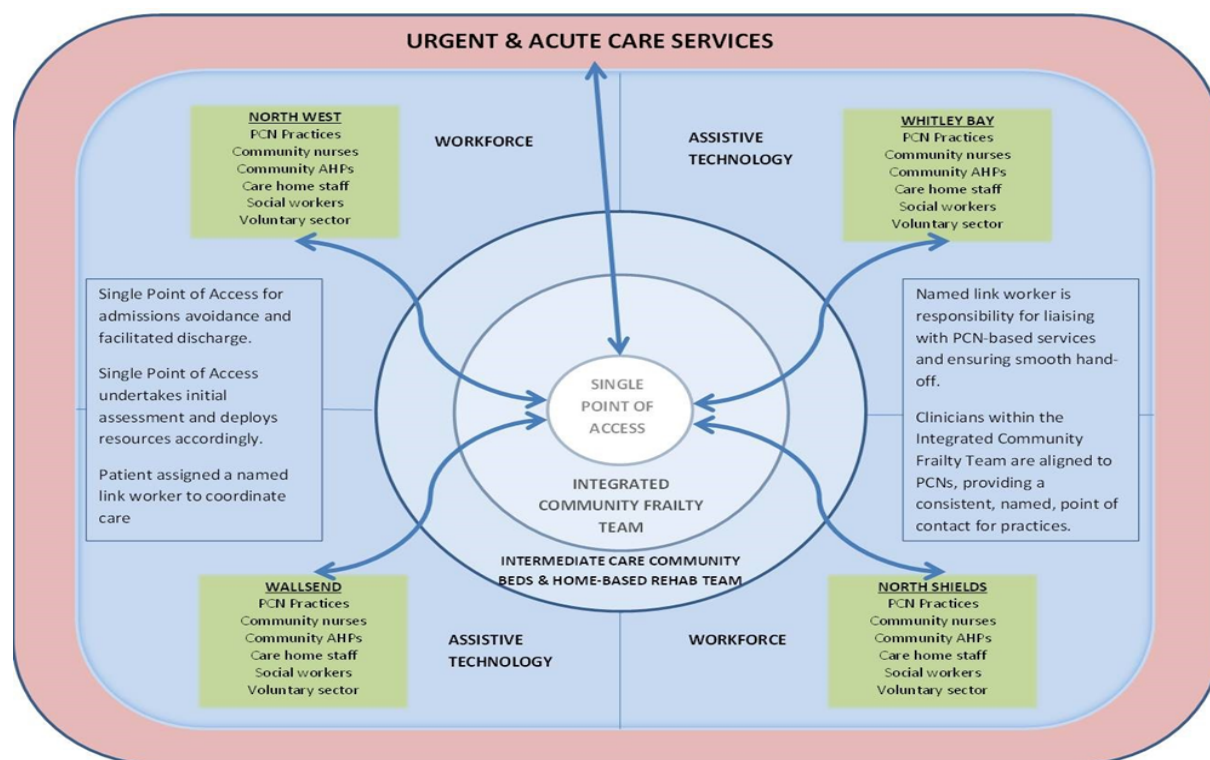 URGENT & ACUTE CARE SERVICES
NORTH WEST
PCN Practices
Community nurses
Community AHPs
Care home staff
Social workers
Voluntary sector
WORKFORCE
ASSISTIVE
TECHNOLOGY
WHITLEY BAY
PCN Practices
Community nurses
Community AHPs
Care home staff
Social workers
Voluntary sector
Single Point of Access for
admissions avoidance and
facilitated discharge.
Single Point of Access
undertakes initial
assessment and deploys
resources accordingly.
Patient assigned a named
link worker to coordinate
care
SINGLE
POINT OF
ACCESS
INTEGRATED
COMMUNITY FRAILTY
TEAM
INTERMEDIATE CARE COMMUNITY
BEDS & HOME-BASED REHAB TEAM
Named link worker is
responsibility for liaising
with PCN-based services
and ensuring smooth hand-
off.
Clinicians within the
Integrated Community
Frailty Team are aligned to
PCNs, providing a
consistent, named, point of
contact for practices.
WALLSEND
PCN Practices
Community nurses
Community AHPs
Care home staff
Social workers
Voluntary sector
ASSISTIVE
TECHNOLOGY
WORKFORCE
NORTH SHIELDS
PCN Practices
Community nurses
Community AHPs
Care home staff
Social workers
Voluntary sector